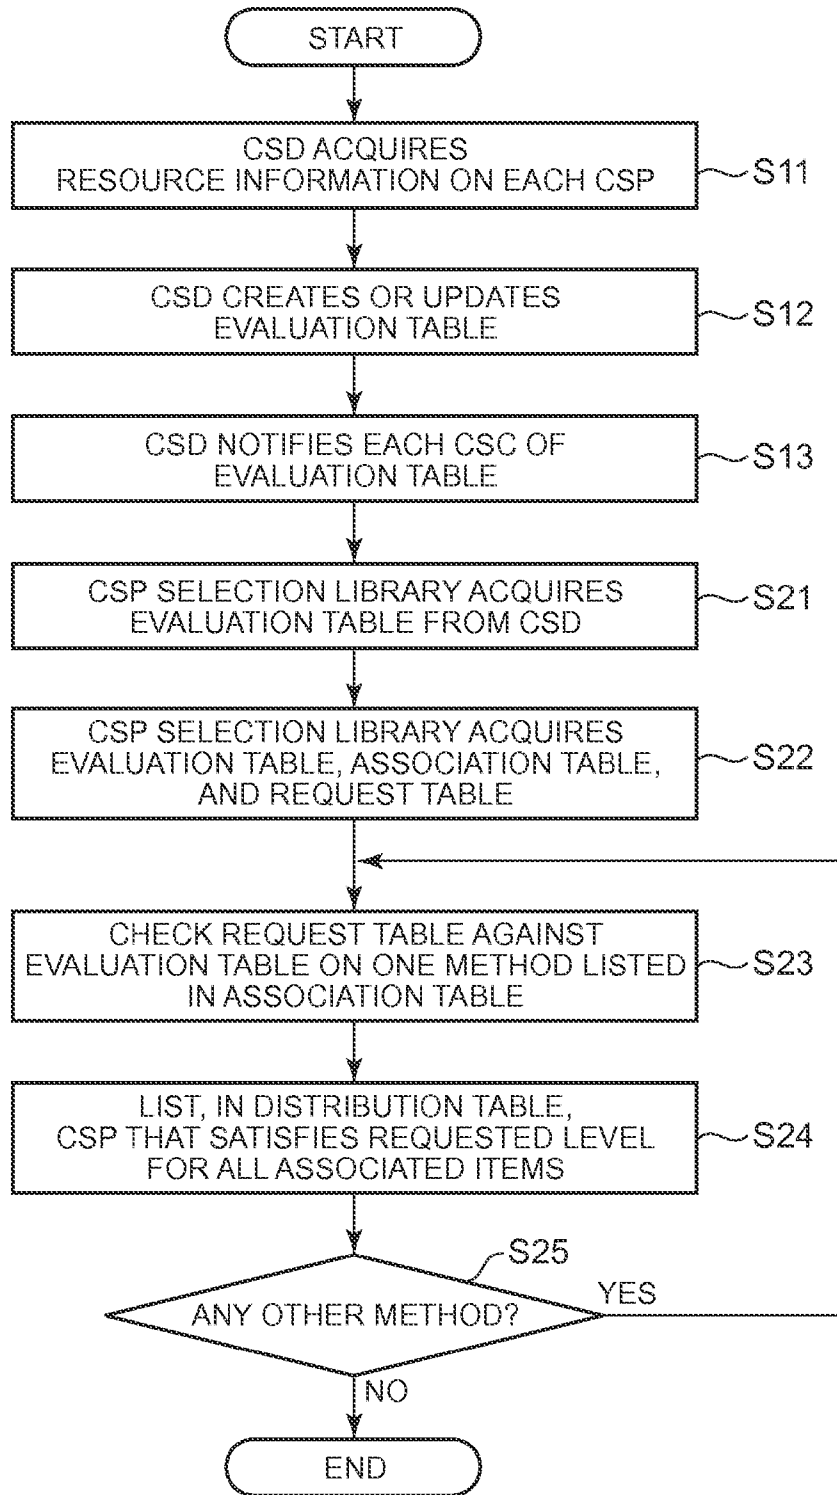 START
CSD ACQUIRES
RESOURCE INFORMATION ON EACH CSP
S11
CSD CREATES OR UPDATES
EVALUATION TABLE
S12
CSD NOTIFIES EACH CSC OF
EVALUATION TABLE
S13
CSP SELECTION LIBRARY ACQUIRES
EVALUATION TABLE FROM CSD
S21
CSP SELECTION LIBRARY ACQUIRES
EVALUATION TABLE, ASSOCIATION TABLE,
AND REQUEST TABLE
S22
CHECK REQUEST TABLE AGAINST
EVALUATION TABLE ON ONE METHOD LISTED
IN ASSOCIATION TABLE
S23
LIST, IN DISTRIBUTION TABLE,
CSP THAT SATISFIES REQUESTED LEVEL
FOR ALL ASSOCIATED ITEMS
S24
S25
ANY OTHER METHOD?
YES
NO
END